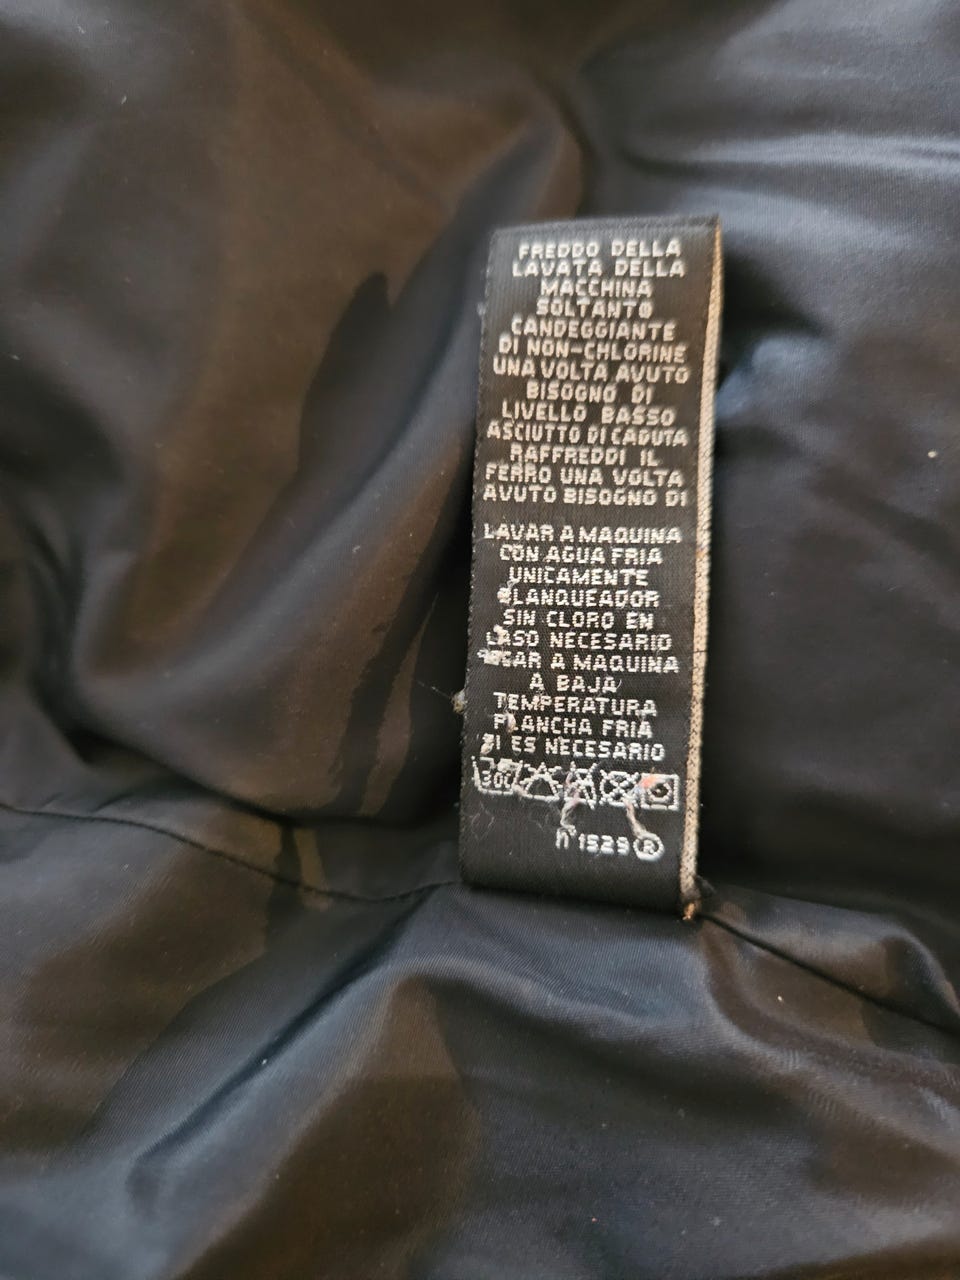 FREDDO DELLA
LAVATA DELLA
MACCHINA
SOLTANTO
CANDEGGIANTE
DI NON-CHLORINE
UNA VOLTA AVUTO
BISOGNO DI
LIVELLO BASSO
ASCIUTTO DI CADUTA
RAFFREDDI IL
FERRO UNA VOLTA
AVUTO BISOGNO DI
LAVAR A MAQUINA
CON AGUA FRIA
UNICAMENTE
BLANQUEADOR
SIN CLORO EN
CASO NECESARIO
SECAR A MAQUINA
A BAJA
TEMPERATURA
PLANCHA FRIA
SI ES NECESARIO
30C
n°1529 ®